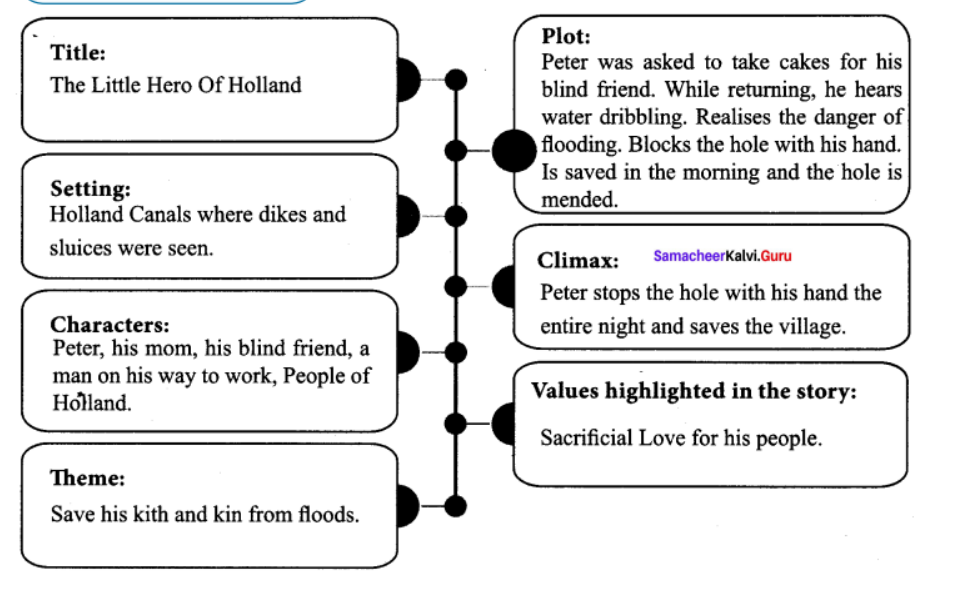 Title:
The Little Hero Of Holland
Setting:
Holland Canals where dikes and
sluices were seen.
Characters:
Peter, his mom, his blind friend, a
man on his way to work, People of
Holland.
Theme:
Save his kith and kin from floods.
Plot:
Peter was asked to take cakes for his
blind friend. While returning, he hears
water dribbling. Realises the danger of
flooding. Blocks the hole with his hand.
Is saved in the morning and the hole is
mended.
Climax:
SamacheerKalvi.Guru
Peter stops the hole with his hand the
entire night and saves the village.
Values highlighted in the story:
Sacrificial Love for his people.